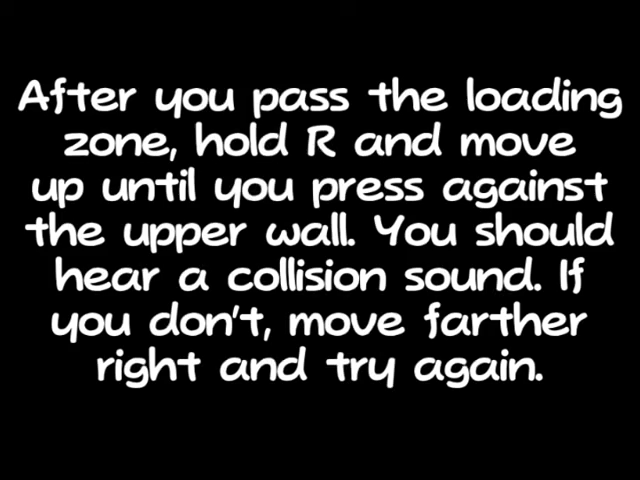 After you pass the loading
zone, hold R and move
up until you press against
the upper wall. You should
hear a collision sound. If
you don't, move farther
right and try again.